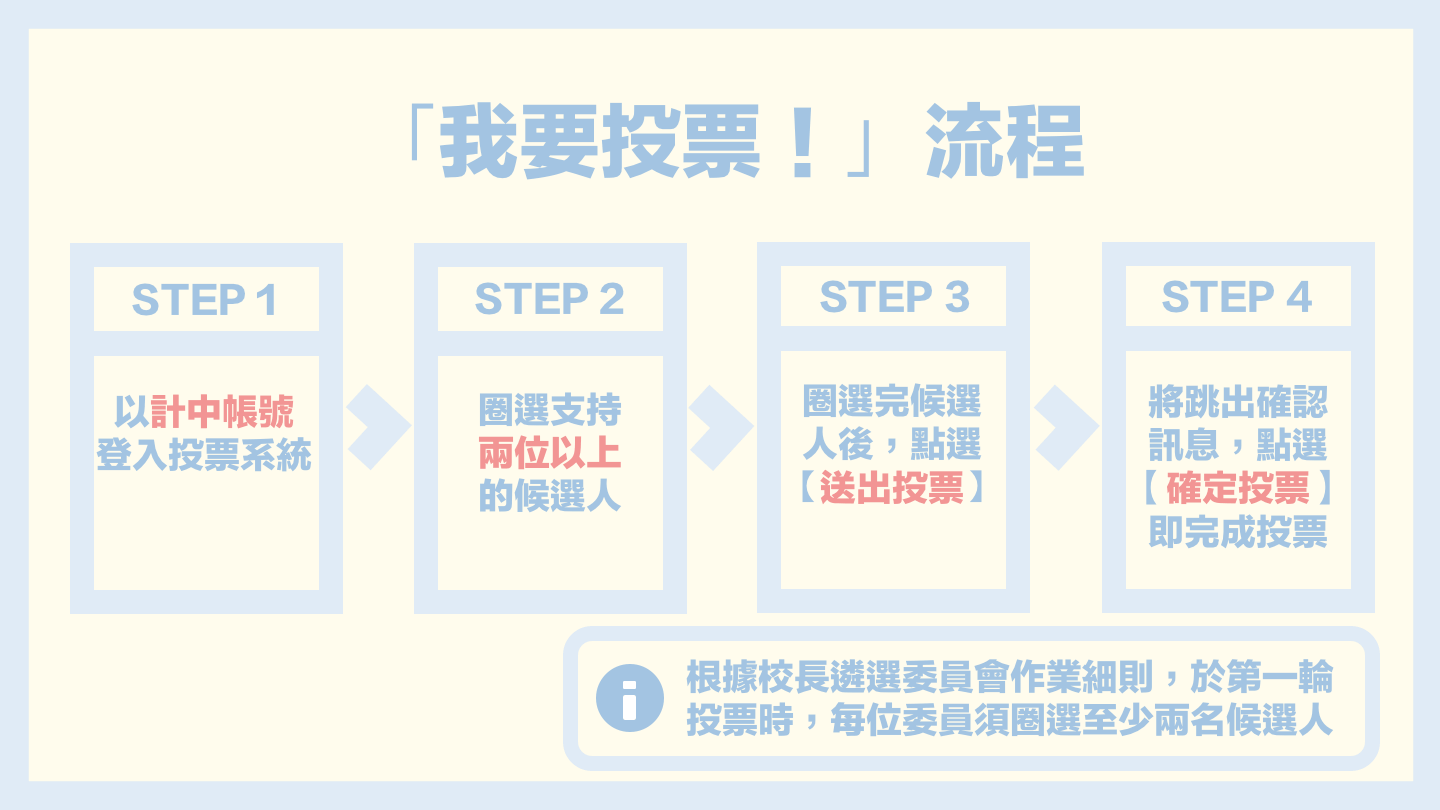 「我要投票！」流程
STEP 1
以計中帳號
登入投票系統
STEP 2
圈選支持
兩位以上
的候選人
STEP 3
圈選完候選
人後，點選
【送出投票】
STEP 4
將跳出確認
訊息，點選
【確定投票】
即完成投票
根據校長遴選委員會作業細則，於第一輪
投票時，每位委員須圈選至少兩名候選人